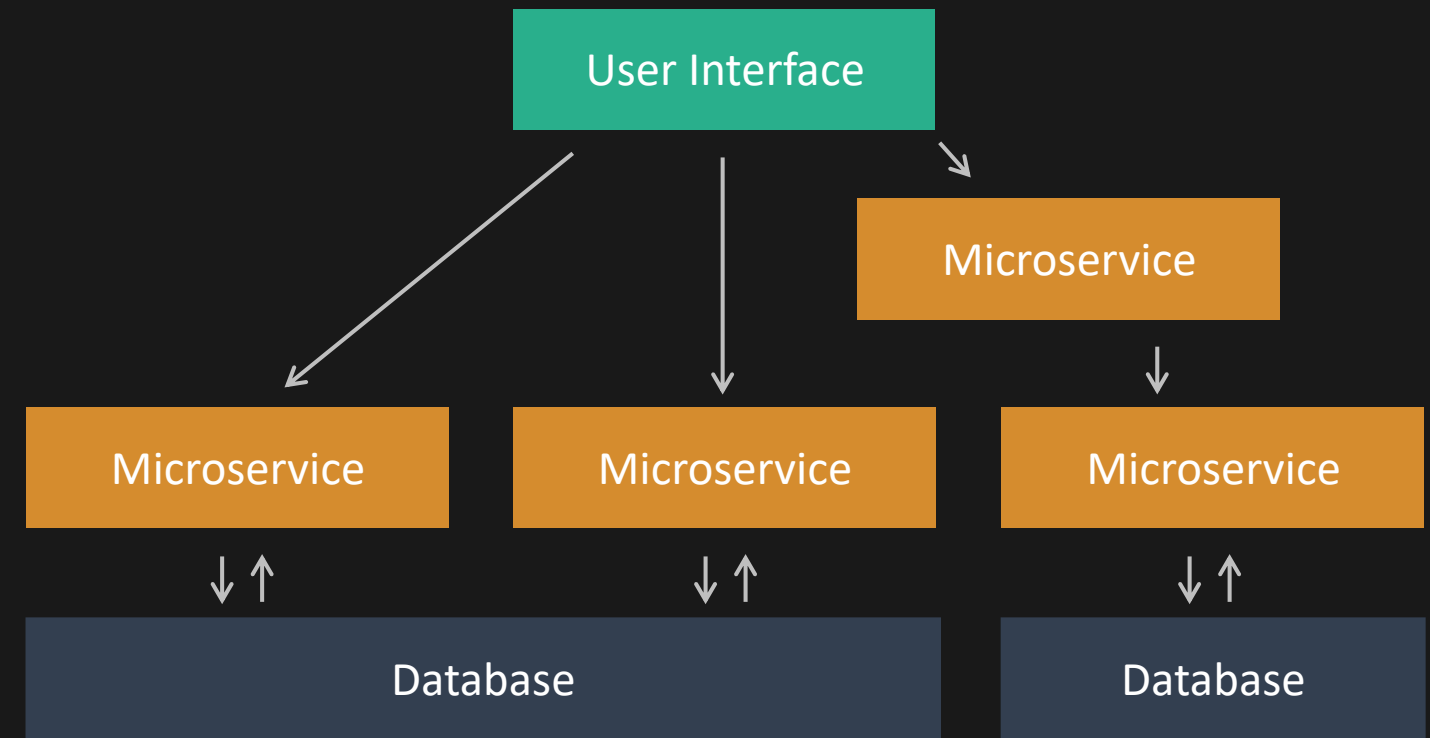 User Interface
Microservice
Microservice
Microservice
Microservice
Database
Database